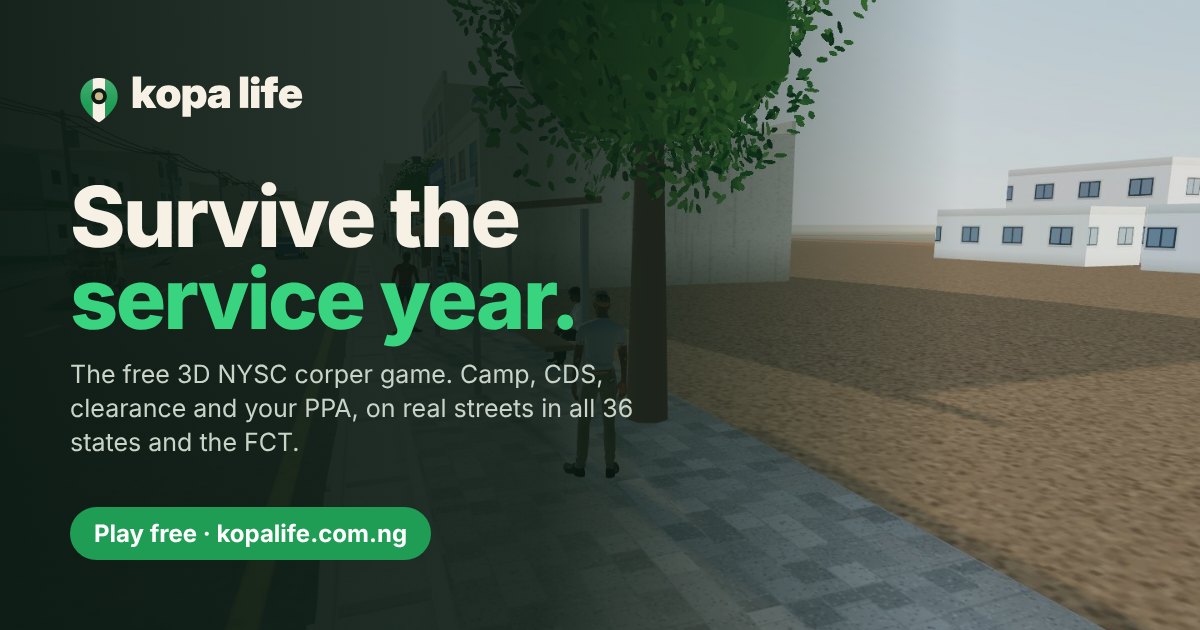 kopa life
Survive the
service year.
The free 3D NYSC corper game. Camp, CDS,
clearance and your PPA, on real streets in all 36
states and the FCT.
Play free · kopalife.com.ng